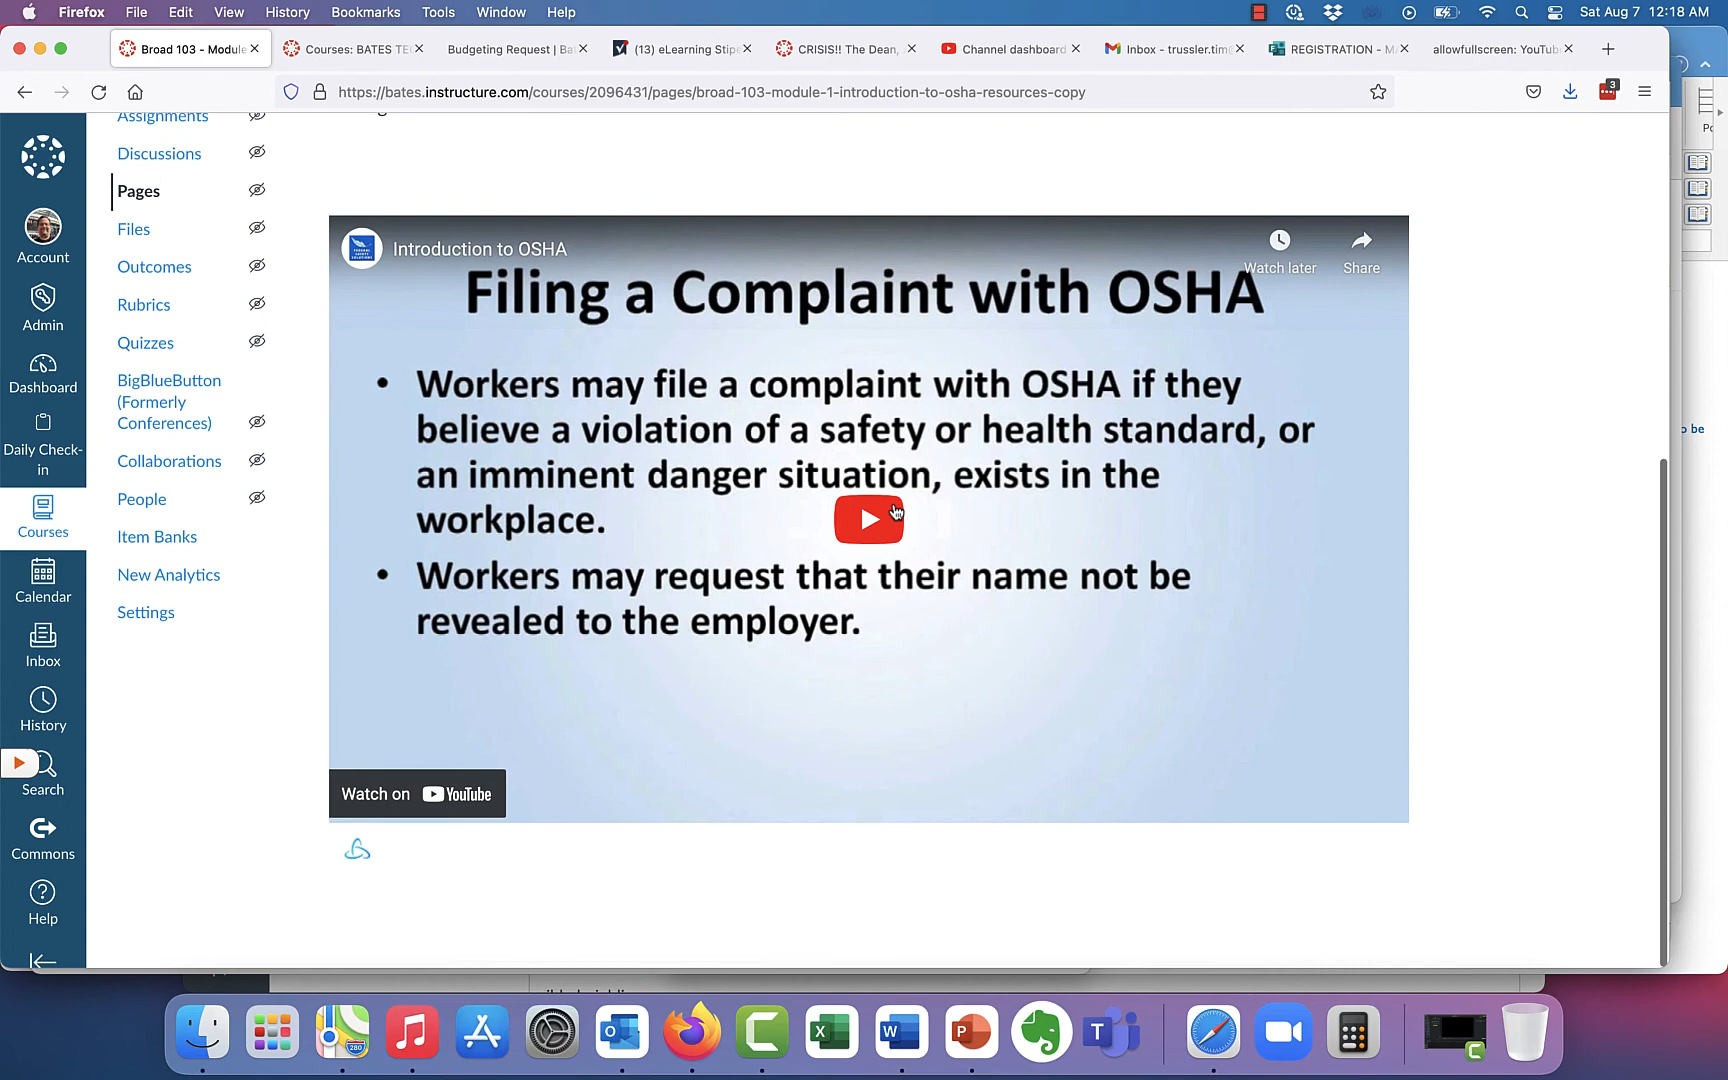 Firefox File Edit View History Bookmarks Tools Window Help
Sat Aug 7 12:18 AM
Broad 103 - Module
Courses: BATES TE
Budgeting Request | Ba
(13) eLearning Stipe
CRISIS!! The Dean,
Channel dashboard
Inbox - trussler.tim
REGISTRATION - M
allowfullscreen: YouTub
https://bates.instructure.com/courses/2096431/pages/broad-103-module-1-introduction-to-osha-resources-copy
3
Account
Admin
Dashboard
Daily Check-
in
Courses
Calendar
Inbox
History
Search
Commons
Help
Assignments
Discussions
Pages
Files
Outcomes
Rubrics
Quizzes
BigBlueButton
(Formerly
Conferences)
Collaborations
People
Item Banks
New Analytics
Settings
Introduction to OSHA
Watch later
Share
Filing a Complaint with OSHA
• Workers may file a complaint with OSHA if they
believe a violation of a safety or health standard, or
an imminent danger situation, exists in the
workplace.
• Workers may request that their name not be
revealed to the employer.
Watch on YouTube
o be
280